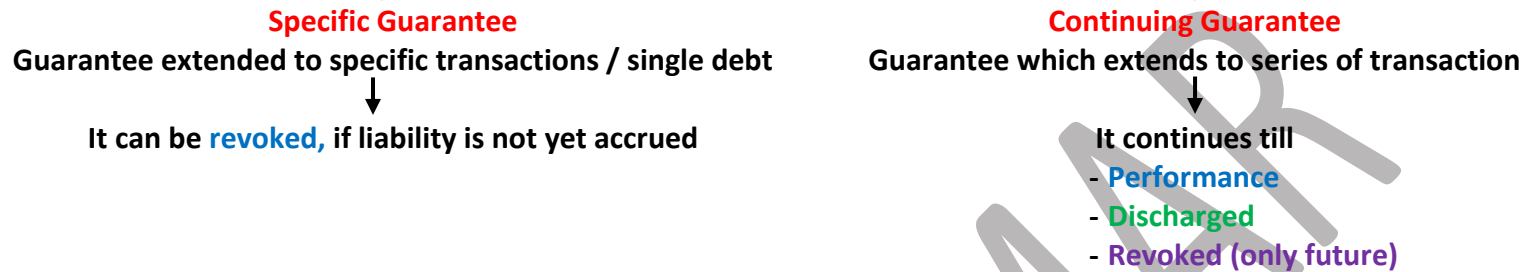 Specific Guarantee
Guarantee extended to specific transactions / single debt
It can be revoked, if liability is not yet accrued
Continuing Guarantee
Guarantee which extends to series of transaction
It continues till
- Performance
- Discharged
- Revoked (only future)